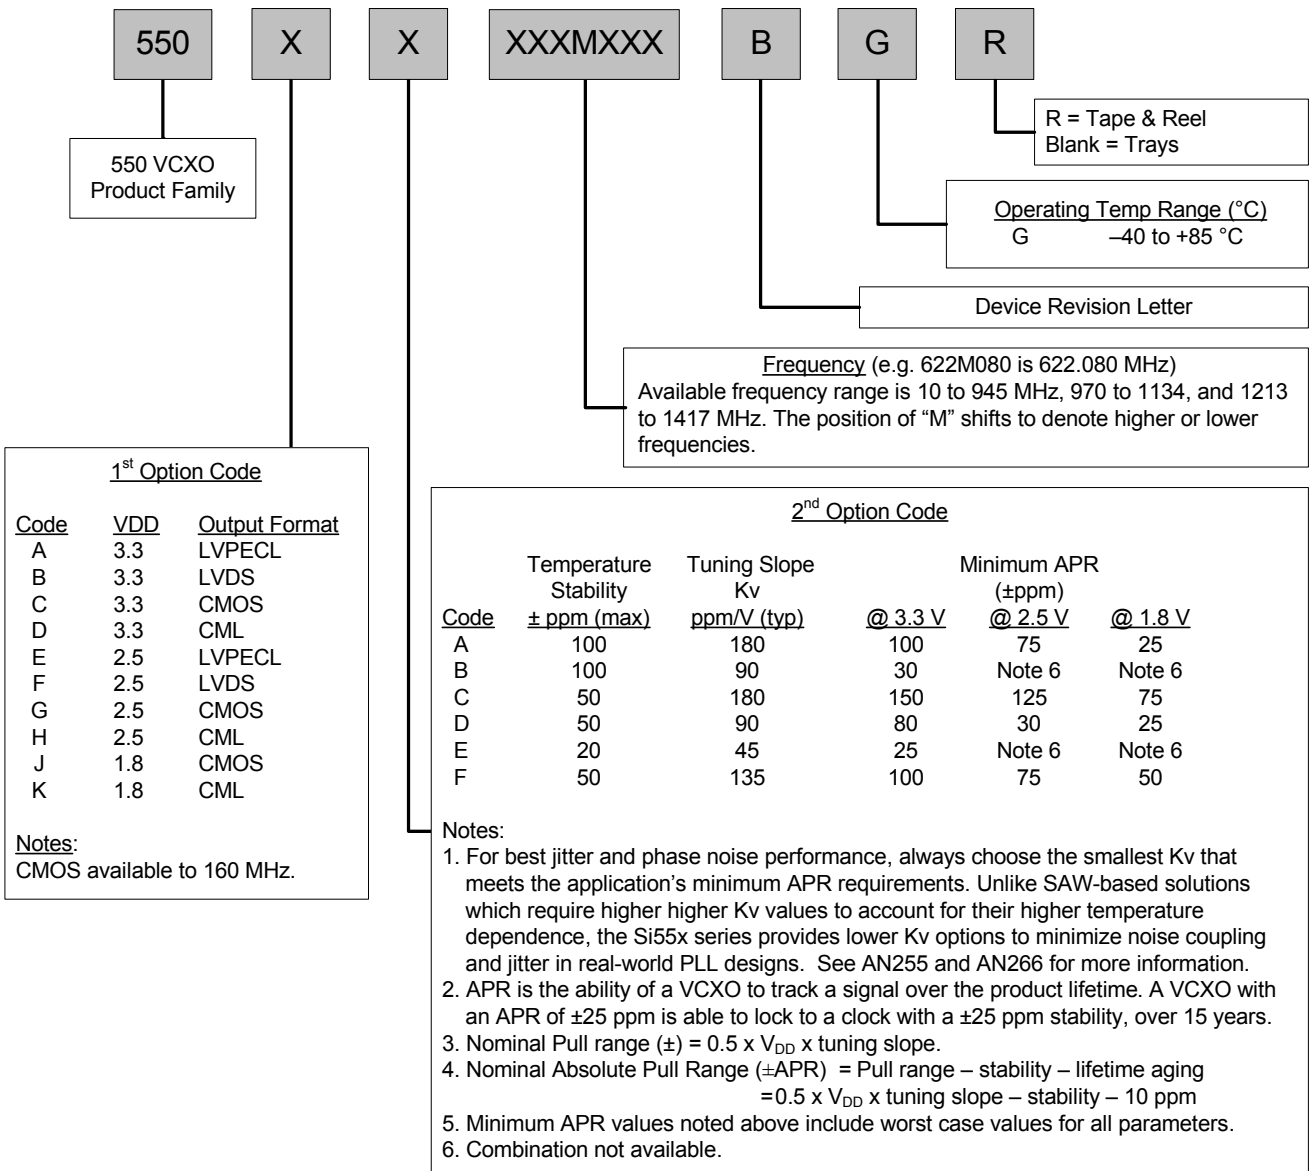 550 X X XXXMXXX B G R
550 VCXO
Product Family
R = Tape & Reel
Blank = Trays
Operating Temp Range (°C)
G –40 to +85 °C
Device Revision Letter
Frequency (e.g. 622M080 is 622.080 MHz)
Available frequency range is 10 to 945 MHz, 970 to 1134, and 1213
to 1417 MHz. The position of “M” shifts to denote higher or lower
frequencies.
1st Option Code
Code VDD Output Format
A 3.3 LVPECL
B 3.3 LVDS
C 3.3 CMOS
D 3.3 CML
E 2.5 LVPECL
F 2.5 LVDS
G 2.5 CMOS
H 2.5 CML
J 1.8 CMOS
K 1.8 CML
Notes:
CMOS available to 160 MHz.
2nd Option Code
Temperature Tuning Slope Minimum APR
Stability Kv (±ppm)
Code ± ppm (max) ppm/V (typ) @ 3.3 V @ 2.5 V @ 1.8 V
A 100 180 100 75 25
B 100 90 30 Note 6 Note 6
C 50 180 150 125 75
D 50 90 80 30 25
E 20 45 25 Note 6 Note 6
F 50 135 100 75 50
Notes:
1. For best jitter and phase noise performance, always choose the smallest Kv that
meets the application’s minimum APR requirements. Unlike SAW-based solutions
which require higher higher Kv values to account for their higher temperature
dependence, the Si55x series provides lower Kv options to minimize noise coupling
and jitter in real-world PLL designs. See AN255 and AN266 for more information.
2. APR is the ability of a VCXO to track a signal over the product lifetime. A VCXO with
an APR of ±25 ppm is able to lock to a clock with a ±25 ppm stability, over 15 years.
3. Nominal Pull range (±) = 0.5 x VDD x tuning slope.
4. Nominal Absolute Pull Range (±APR) = Pull range – stability – lifetime aging
=0.5 x VDD x tuning slope – stability – 10 ppm
5. Minimum APR values noted above include worst case values for all parameters.
6. Combination not available.